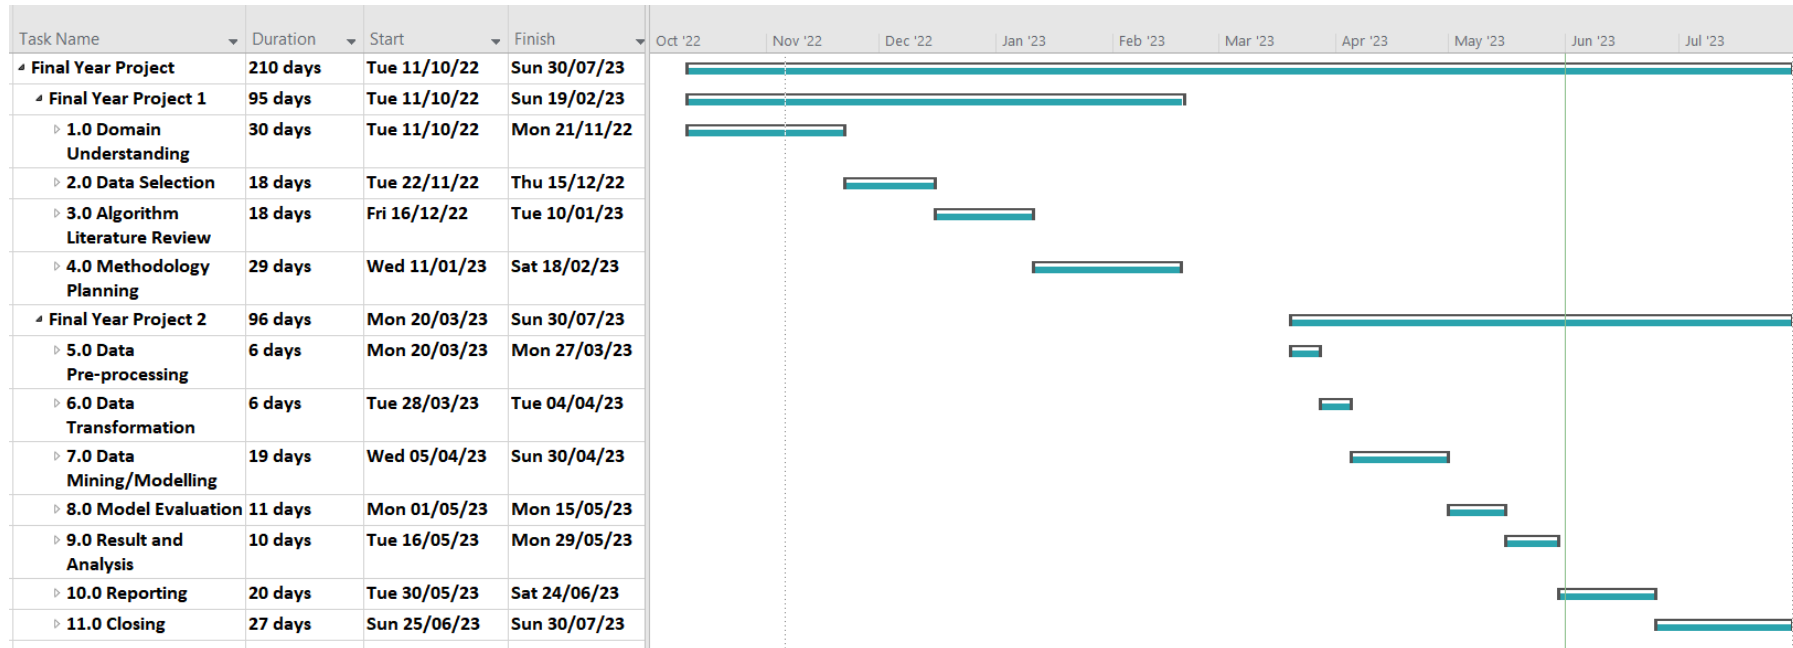 Task Name Duration Start Finish Oct '22 Nov '22 Dec '22 Jan '23 Feb '23 Mar '23 Apr '23 May '23 Jun '23 Jul '23
Final Year Project 210 days Tue 11/10/22 Sun 30/07/23
Final Year Project 1 95 days Tue 11/10/22 Sun 19/02/23
1.0 Domain 30 days Tue 11/10/22 Mon 21/11/22
Understanding
2.0 Data Selection 18 days Tue 22/11/22 Thu 15/12/22
3.0 Algorithm 18 days Fri 16/12/22 Tue 10/01/23
Literature Review
4.0 Methodology 29 days Wed 11/01/23 Sat 18/02/23
Planning
Final Year Project 2 96 days Mon 20/03/23 Sun 30/07/23
5.0 Data 6 days Mon 20/03/23 Mon 27/03/23
Pre-processing
6.0 Data 6 days Tue 28/03/23 Tue 04/04/23
Transformation
7.0 Data 19 days Wed 05/04/23 Sun 30/04/23
Mining/Modelling
8.0 Model Evaluation 11 days Mon 01/05/23 Mon 15/05/23
9.0 Result and 10 days Tue 16/05/23 Mon 29/05/23
Analysis
10.0 Reporting 20 days Tue 30/05/23 Sat 24/06/23
11.0 Closing 27 days Sun 25/06/23 Sun 30/07/23